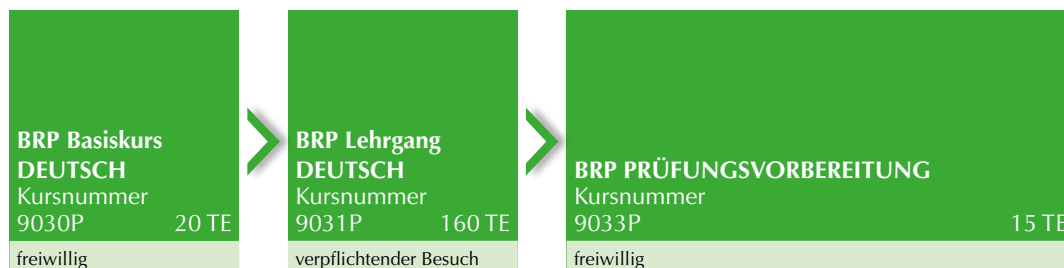 BRP Basiskurs
DEUTSCH
Kursnummer
9030P 20 TE
freiwillig
BRP Lehrgang
DEUTSCH
Kursnummer
9031P 160 TE
verpflichtender Besuch
BRP PRÜFUNGSVORBEREITUNG
Kursnummer
9033P 15 TE
freiwillig